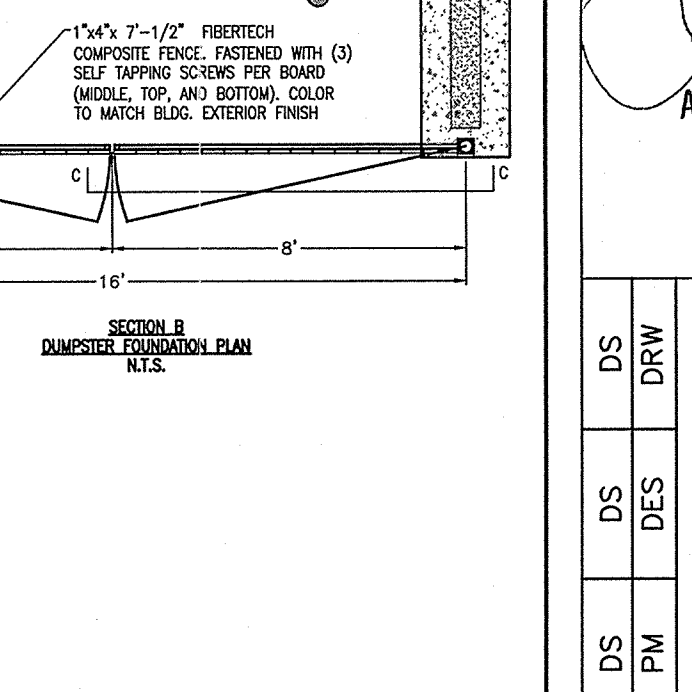 1"x4"x 7'-1/2" FIBERTECH
COMPOSITE FENCE. FASTENED WITH (3)
SELF TAPPING SCREWS PER BOARD
(MIDDLE, TOP, AND BOTTOM). COLOR
TO MATCH BLDG. EXTERIOR FINISH
C
C
8'
16'
SECTION B
DUMPSTER FOUNDATION PLAN
N.T.S.
A
DS
DRW
DS
DES
DS
PM